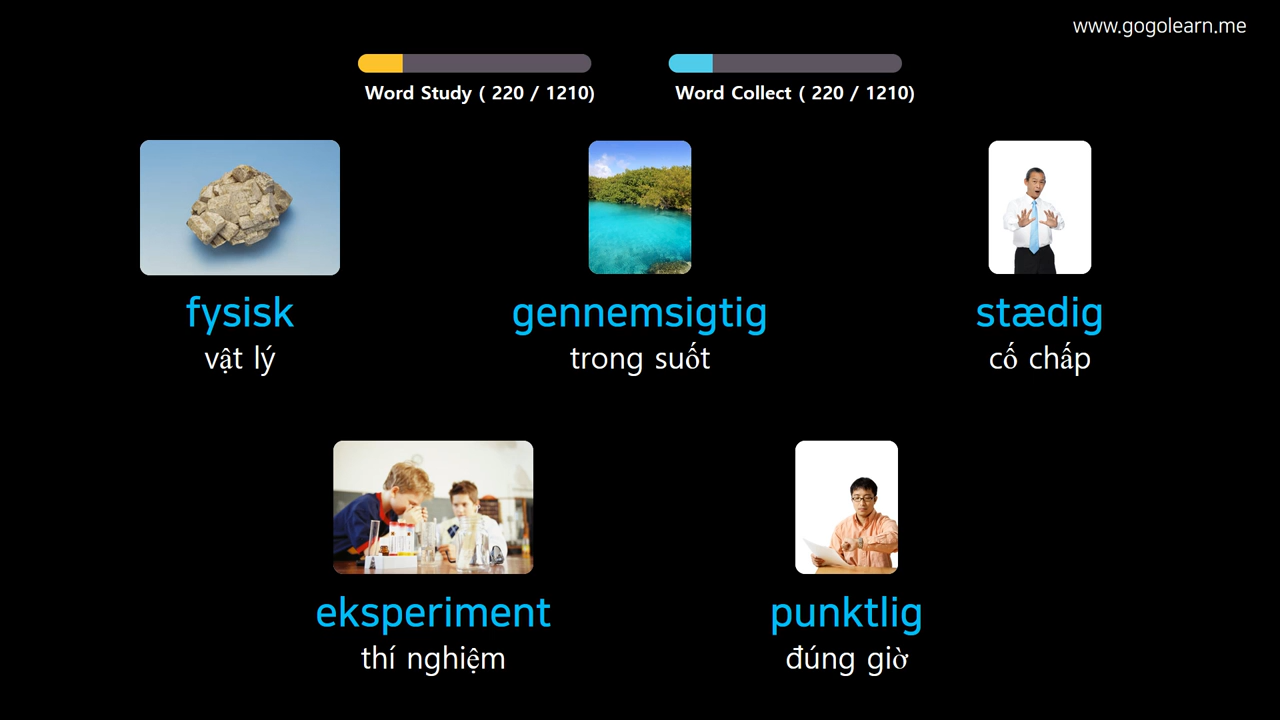 www.gogolearn.me
Word Study ( 220 / 1210)
Word Collect ( 220 / 1210)
fysisk
vật lý
gennemsigtig
trong suốt
stædig
cố chấp
eksperiment
thí nghiệm
punktlig
đúng giờ